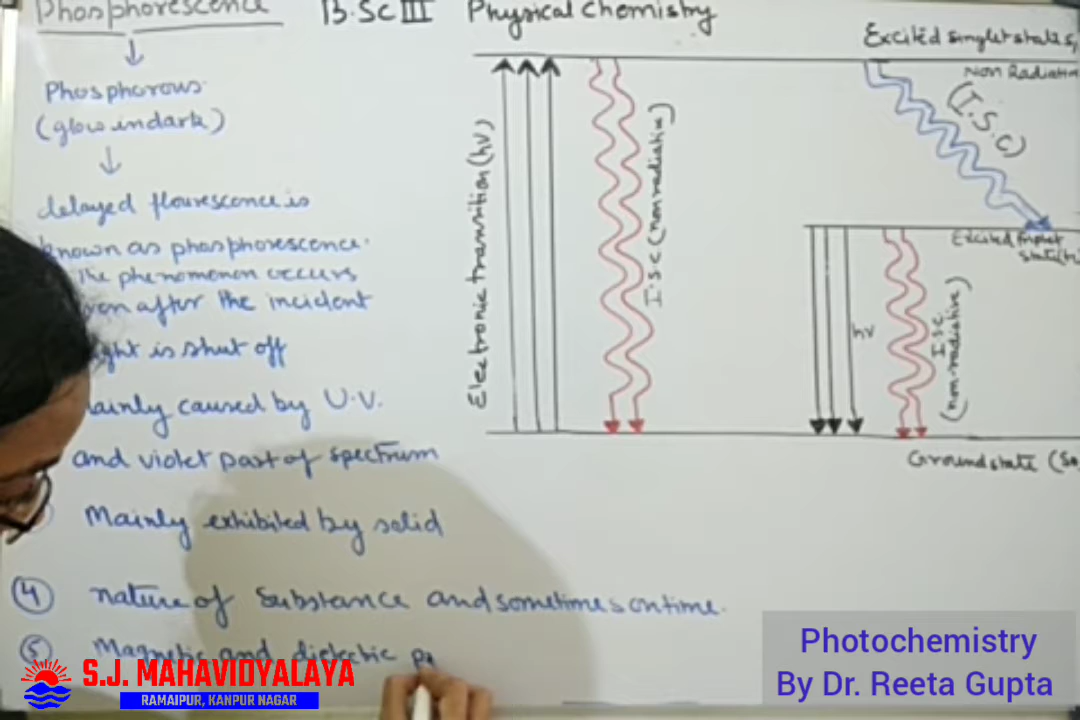 Phosphorescence
B.Sc III Physical Chemistry
Phosphorous
(glow in dark)
delayed flourescence is
known as phosphorescence.
The phenomonon occurs
even after the incident
light is shut off
mainly caused by U.V.
and violet part of spectrum
Mainly exhibited by solid
④ nature of substance and sometimes on time.
⑤ Magnetic and dielectric
Electronic transition (hν)
I.S.C (non radiative)
Excited singlet state
Non
(I.S.C)
Excited
hν
I.S.C.
(non-radiative)
Ground state (So
S.J. MAHAVIDYALAYA
RAMAIPUR, KANPUR NAGAR
Photochemistry
By Dr. Reeta Gupta